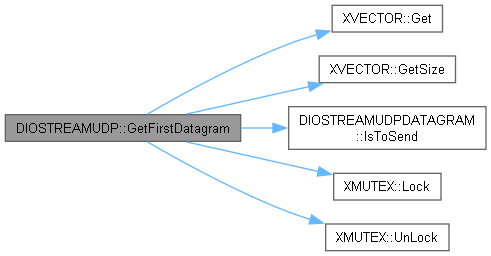 XVECTOR::Get
XVECTOR::GetSize
DIOSTREAMUDP::GetFirstDatagram
DIOSTREAMUDPDATAGRAM
::IsToSend
XMUTEX::Lock
XMUTEX::UnLock